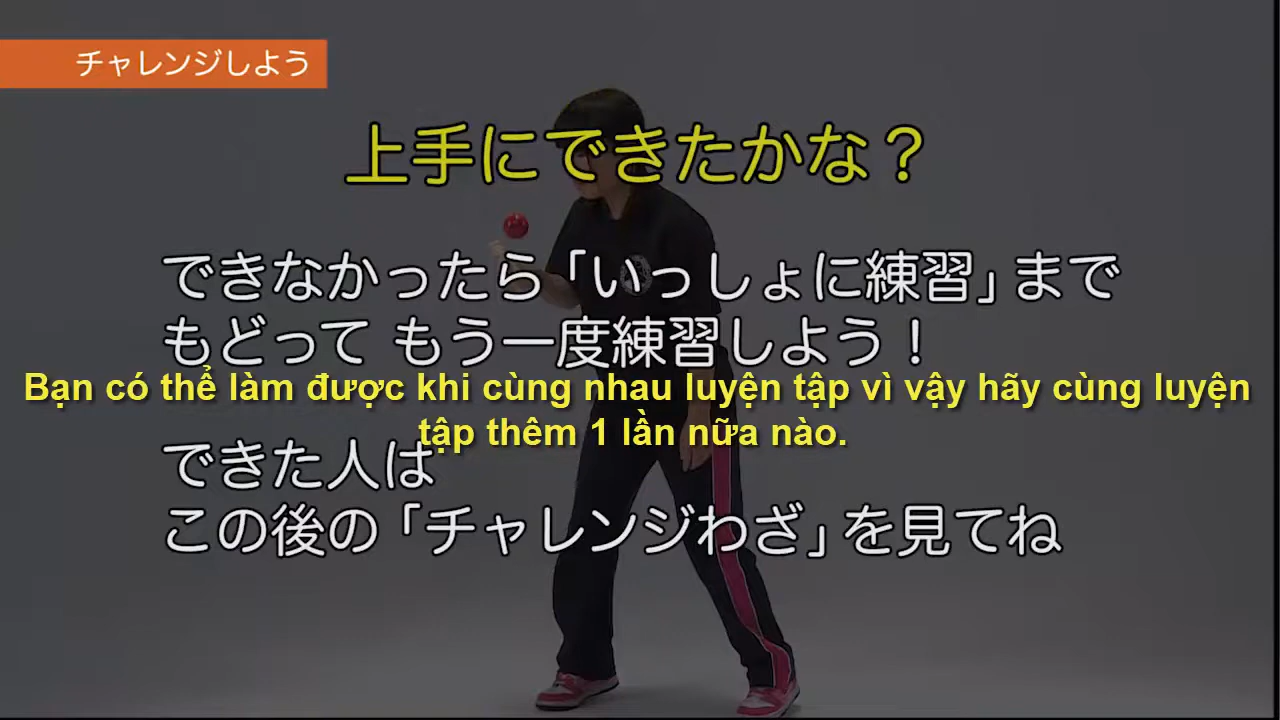 チャレンジしよう
上手にできたかな？
できなかったら「いっしょに練習」まで
もどって もう一度練習しよう！
Bạn có thể làm được khi cùng nhau luyện tập vì vậy hãy cùng luyện
tập thêm 1 lần nữa nào.
できた人は
この後の「チャレンジわざ」を見てね